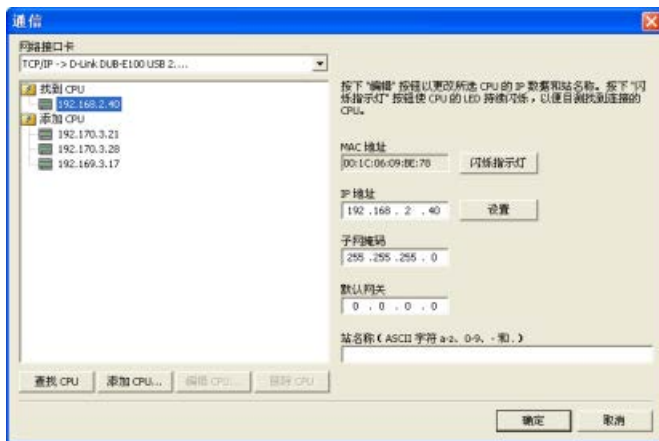 通信
网络接口卡
TCP/IP -> D-Link DUB-E100 USB 2....
找到 CPU
192.168.2.40
添加 CPU
192.170.3.21
192.170.3.28
192.169.3.17
按下 "编辑" 按钮以更改所选 CPU 的 IP 数据和站名称。按下 "闪
烁指示灯" 按钮使 CPU 的 LED 持续闪烁，以便目测找到连接的
CPU。
MAC 地址
00:1C:06:09:BE:78
闪烁指示灯
IP 地址
192 .168 . 2 . 40
设置
子网掩码
255 .255 .255 . 0
默认网关
0 . 0 . 0 . 0
站名称 ( ASCII 字符 a-z、0-9、- 和 . )
查找 CPU
添加 CPU...
编辑 CPU...
删除 CPU
确定
取消